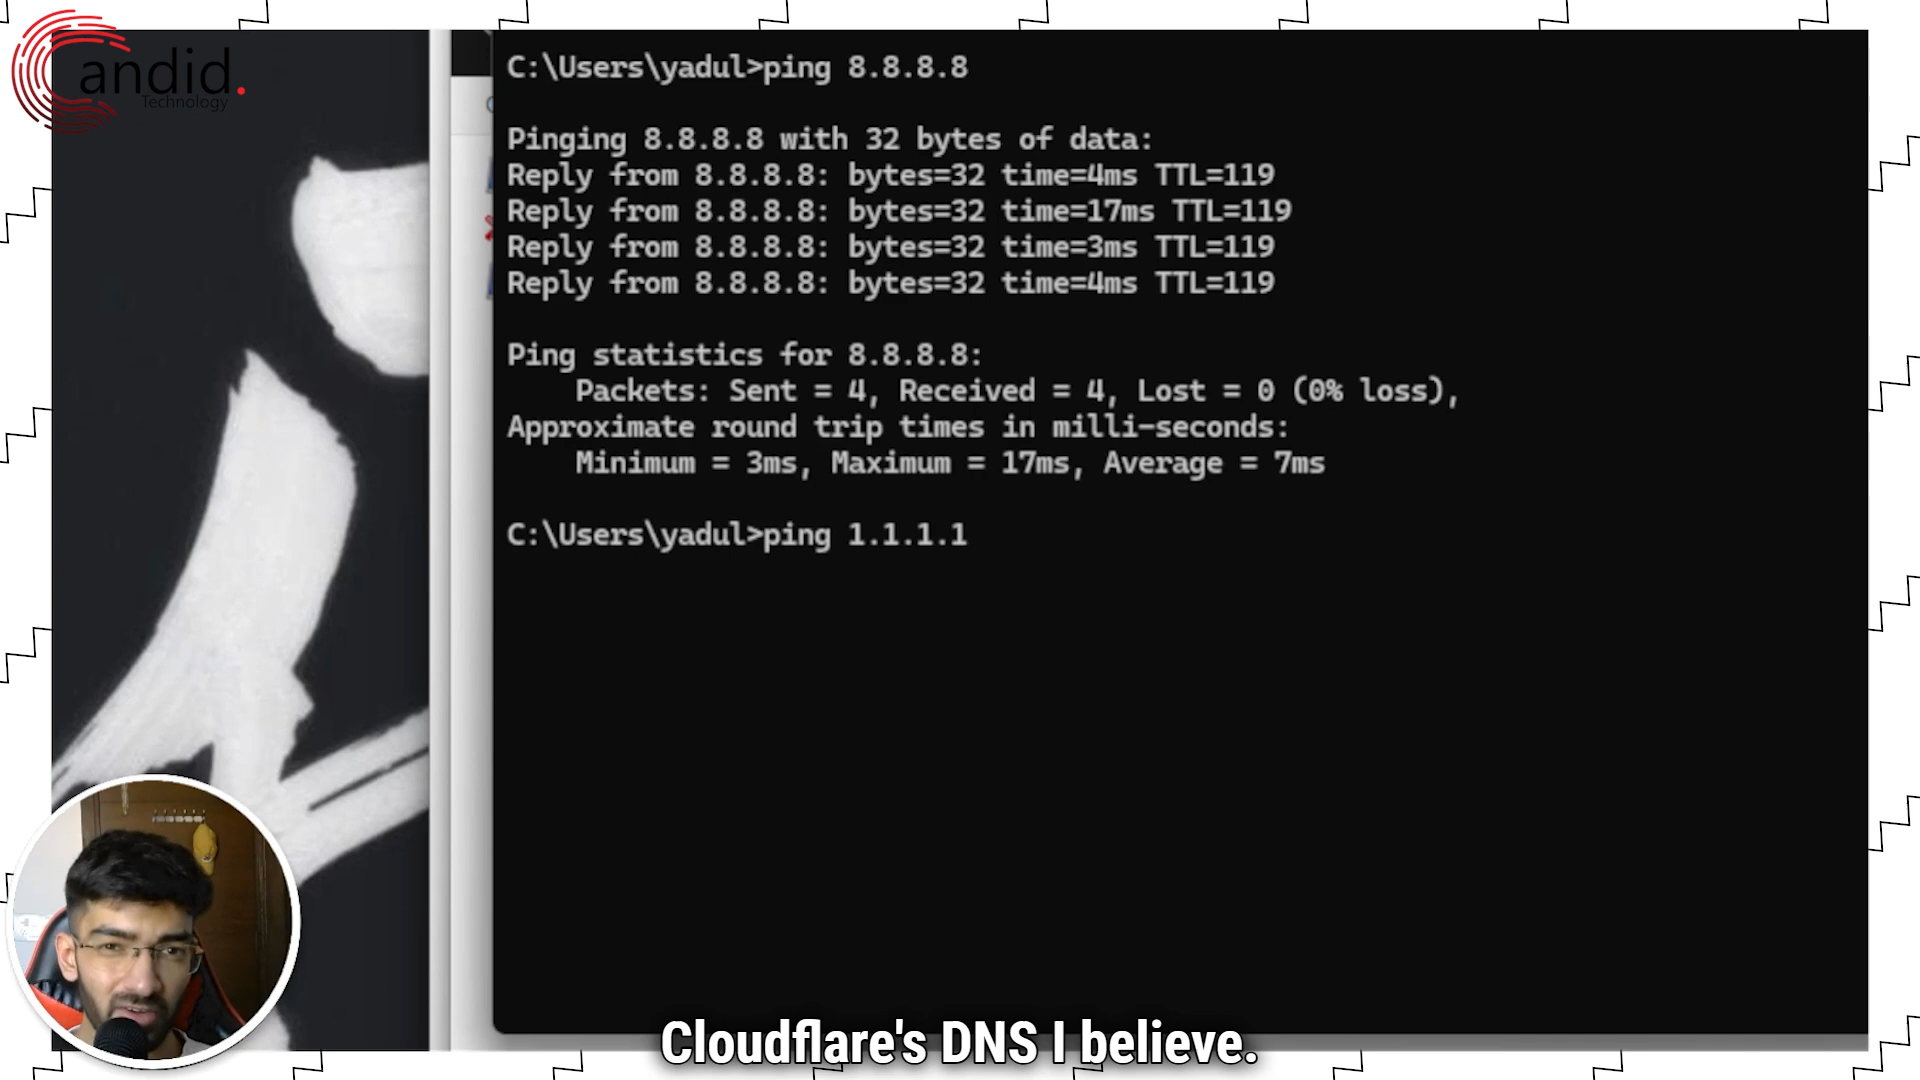 Candid.
Technology
C:\Users\yadul>ping 8.8.8.8
Pinging 8.8.8.8 with 32 bytes of data:
Reply from 8.8.8.8: bytes=32 time=4ms TTL=119
Reply from 8.8.8.8: bytes=32 time=17ms TTL=119
Reply from 8.8.8.8: bytes=32 time=3ms TTL=119
Reply from 8.8.8.8: bytes=32 time=4ms TTL=119
Ping statistics for 8.8.8.8:
Packets: Sent = 4, Received = 4, Lost = 0 (0% loss),
Approximate round trip times in milli-seconds:
Minimum = 3ms, Maximum = 17ms, Average = 7ms
C:\Users\yadul>ping 1.1.1.1
Cloudflare's DNS I believe.